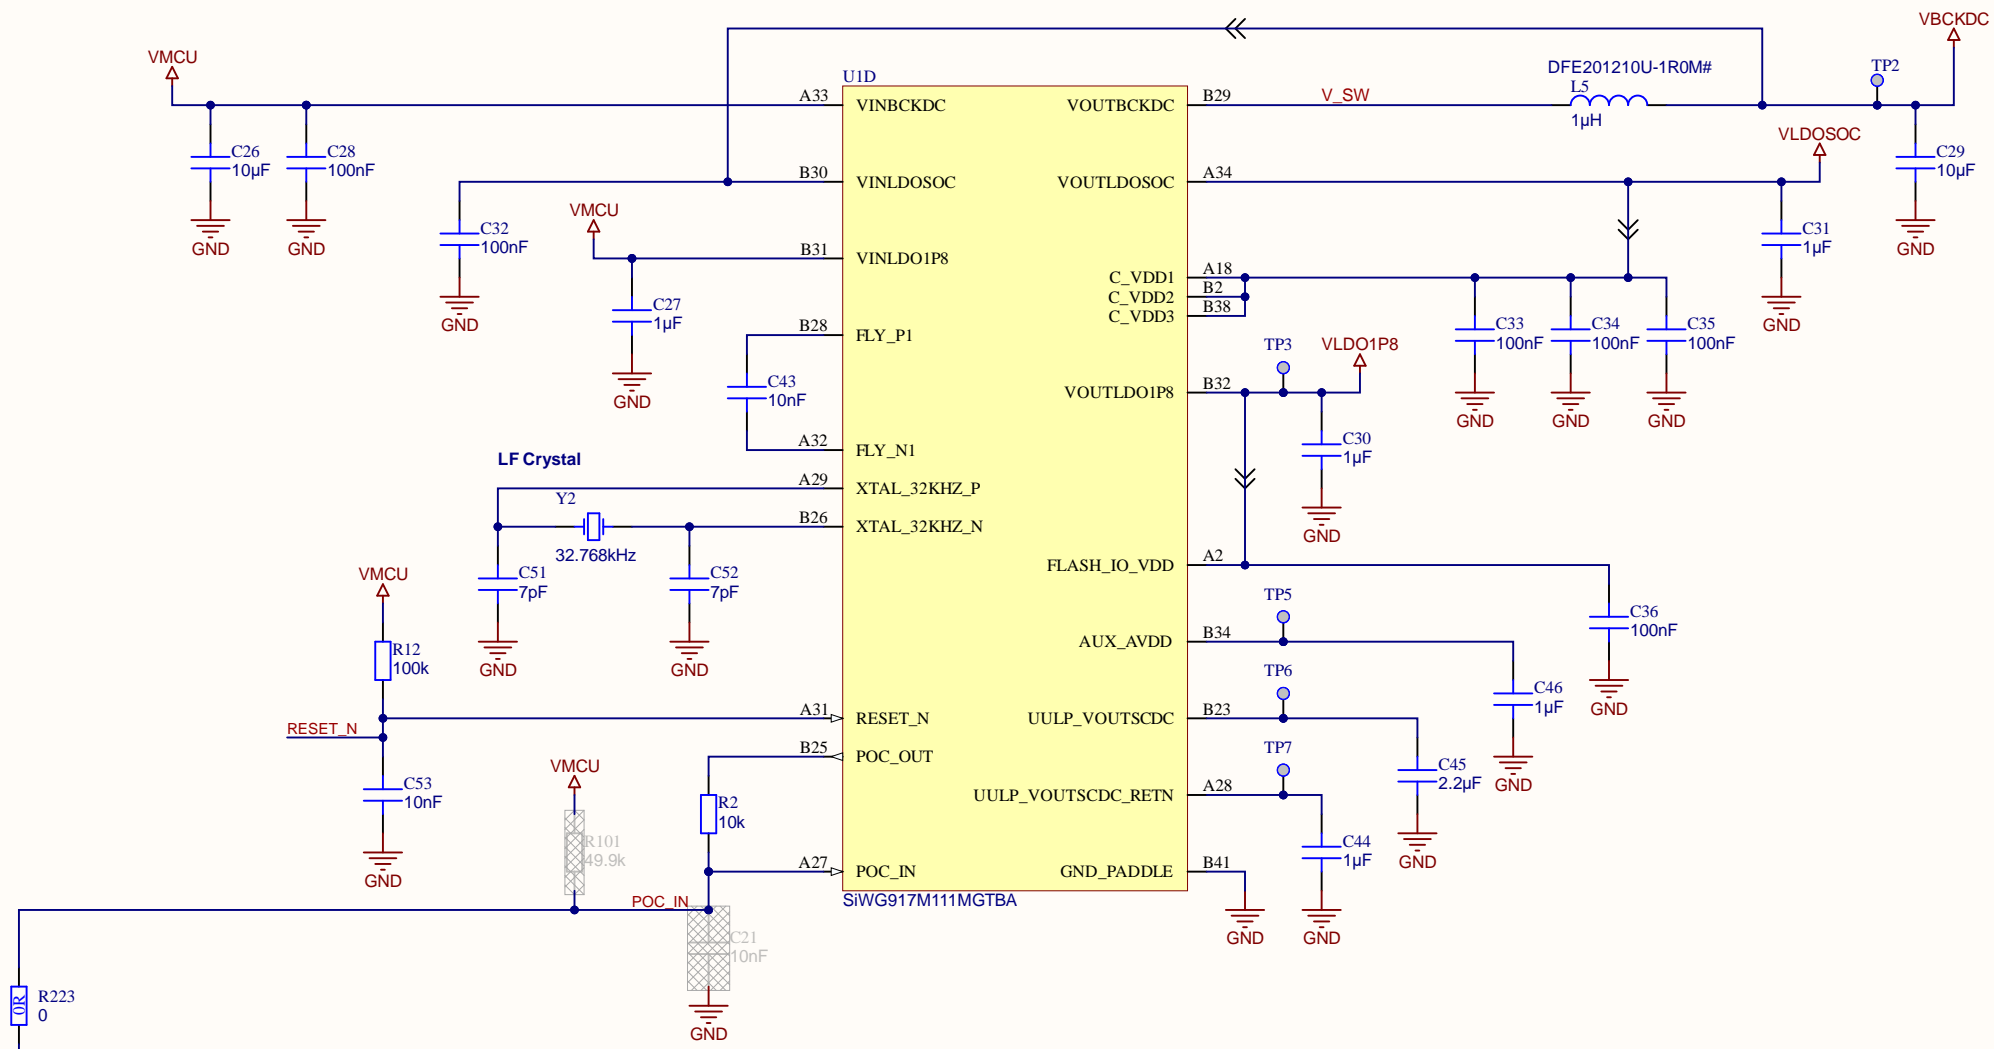 VBCKDC
VMCU
DFE201210U-1R0M#
TP2
U1D
L5
A33
VINBCKDC
VOUTBCKDC
B29
V_SW
1µH
VLDOSOC
C26
10µF
C28
100nF
C29
10µF
B30
VINLDOSOC
VOUTLDOSOC
A34
GND
GND
VMCU
C32
100nF
C31
1µF
GND
B31
VINLDO1P8
C_VDD1
A18
C_VDD2
B2
C_VDD3
B38
C27
1µF
GND
GND
B28
FLY_P1
C33
100nF
C34
100nF
C35
100nF
TP3
VLDO1P8
C43
10nF
VOUTLDO1P8
B32
GND
GND
GND
GND
A32
FLY_N1
C30
1µF
LF Crystal
A29
XTAL_32KHZ_P
Y2
B26
XTAL_32KHZ_N
GND
32.768kHz
FLASH_IO_VDD
A2
VMCU
C51
7pF
C52
7pF
TP5
C36
100nF
R12
100k
GND
GND
AUX_AVDD
B34
TP6
C46
1µF
GND
RESET_N
A31
RESET_N
UULP_VOUTSCDC
B23
B25
POC_OUT
TP7
VMCU
C53
10nF
C45
2.2µF
GND
UULP_VOUTSCDC_RETN
A28
R2
10k
R101
49.9k
C44
1µF
GND
GND
A27
POC_IN
GND_PADDLE
B41
POC_IN
SiWG917M111MGTBA
C21
10nF
GND
GND
R223
0
0R
GND